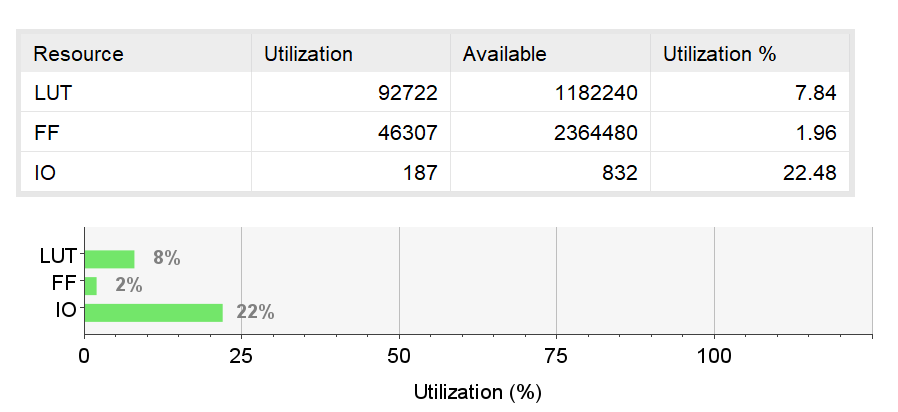 Resource Utilization Available Utilization %
LUT 92722 1182240 7.84
FF 46307 2364480 1.96
IO 187 832 22.48
LUT 8%
FF 2%
IO 22%
0 25 50 75 100
Utilization (%)